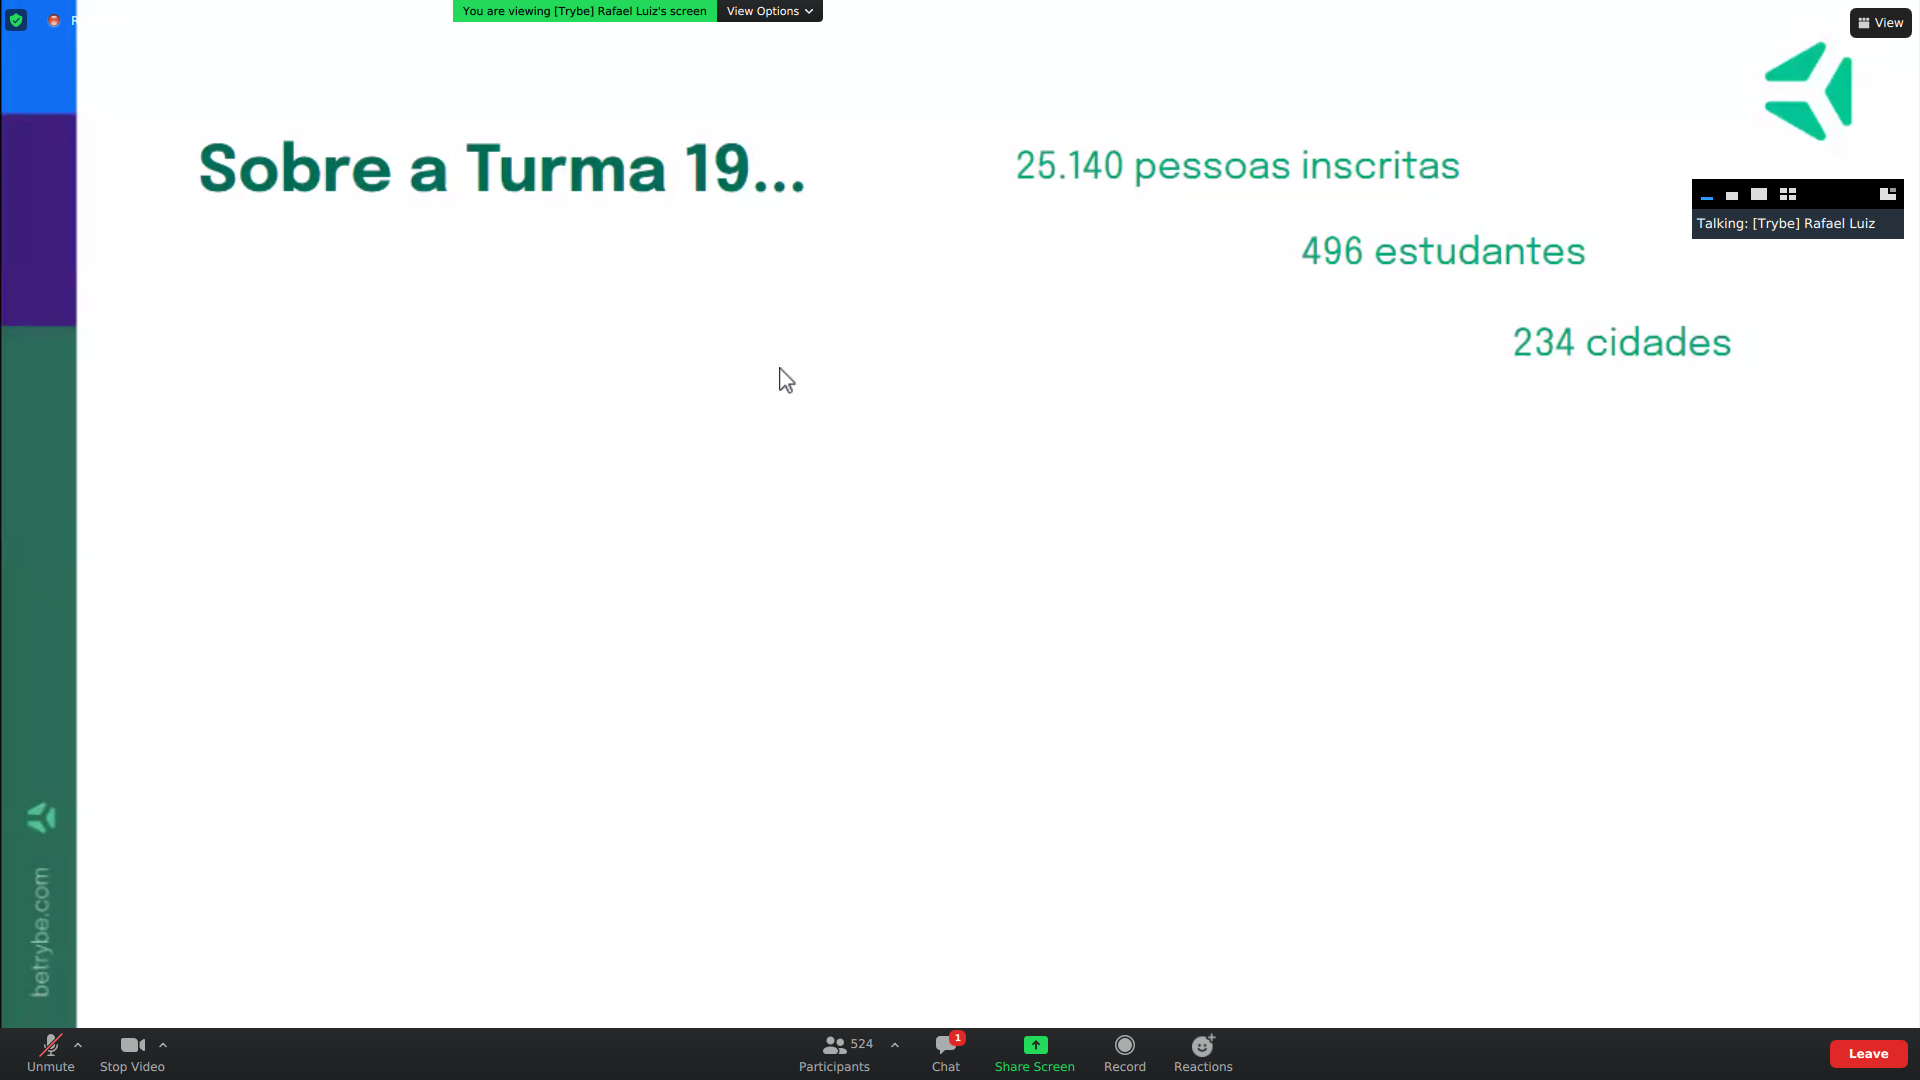 You are viewing [Trybe] Rafael Luiz's screen
View Options
View
Sobre a Turma 19...
25.140 pessoas inscritas
496 estudantes
234 cidades
Talking: [Trybe] Rafael Luiz
betrybe.com
Unmute
Stop Video
524
Participants
1
Chat
Share Screen
Record
Reactions
Leave